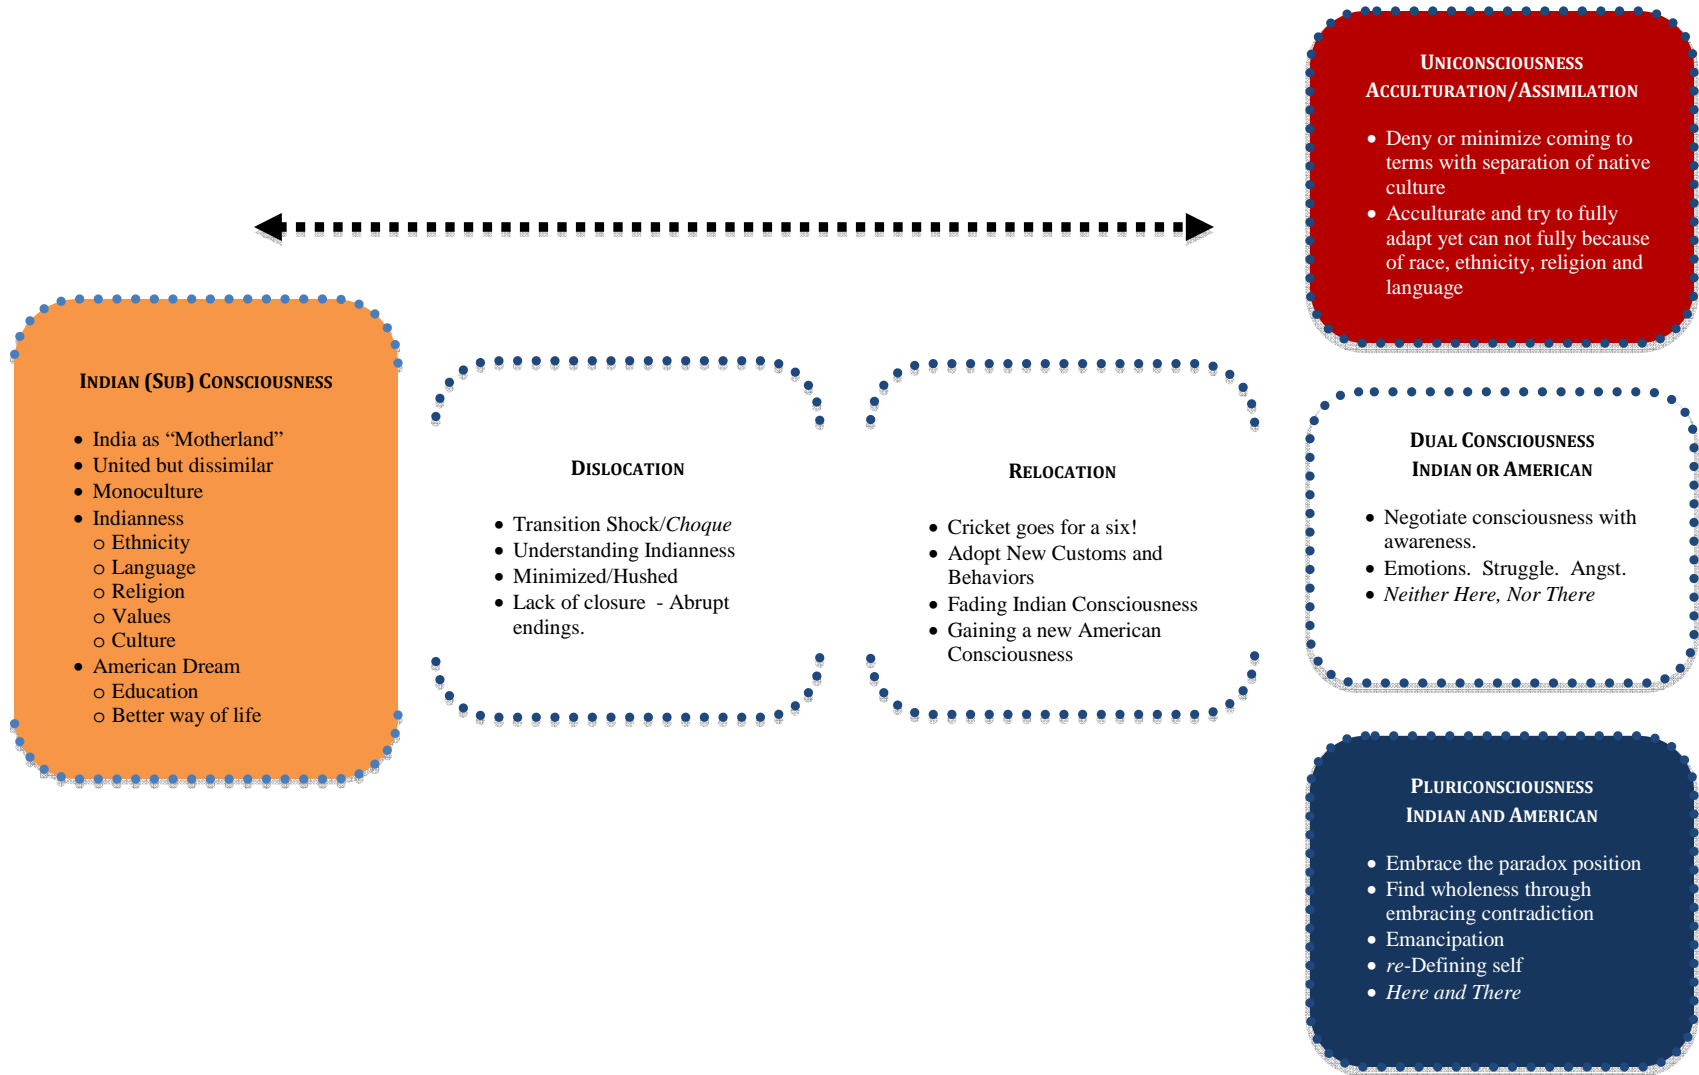 INDIAN (SUB) CONSCIOUSNESS
• India as “Motherland”
• United but dissimilar
• Monoculture
• Indianness
o Ethnicity
o Language
o Religion
o Values
o Culture
• American Dream
o Education
o Better way of life
DISLOCATION
• Transition Shock/Choque
• Understanding Indianness
• Minimized/Hushed
• Lack of closure - Abrupt
endings.
RELOCATION
• Cricket goes for a six!
• Adopt New Customs and
Behaviors
• Fading Indian Consciousness
• Gaining a new American
Consciousness
UNICONSCIOUSNESS
ACCULTURATION/ASSIMILATION
• Deny or minimize coming to
terms with separation of native
culture
• Acculturate and try to fully
adapt yet can not fully because
of race, ethnicity, religion and
language
DUAL CONSCIOUSNESS
INDIAN OR AMERICAN
• Negotiate consciousness with
awareness.
• Emotions. Struggle. Angst.
• Neither Here, Nor There
PLURICONSCIOUSNESS
INDIAN AND AMERICAN
• Embrace the paradox position
• Find wholeness through
embracing contradiction
• Emancipation
• re-Defining self
• Here and There